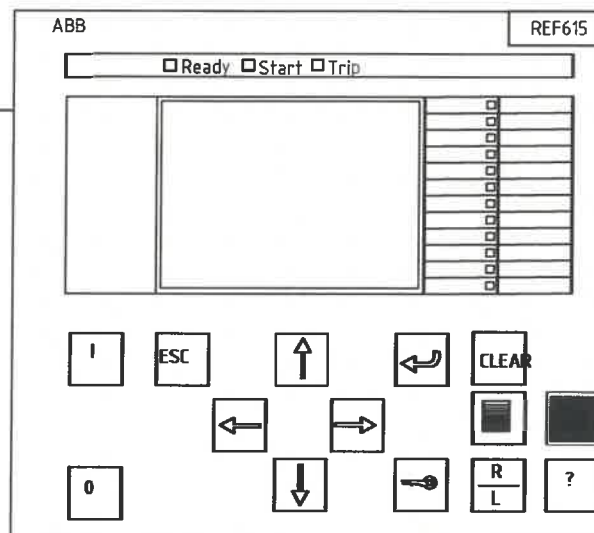 ABB REF615
Ready Start Trip
I ESC CLEAR
0 R ?
L